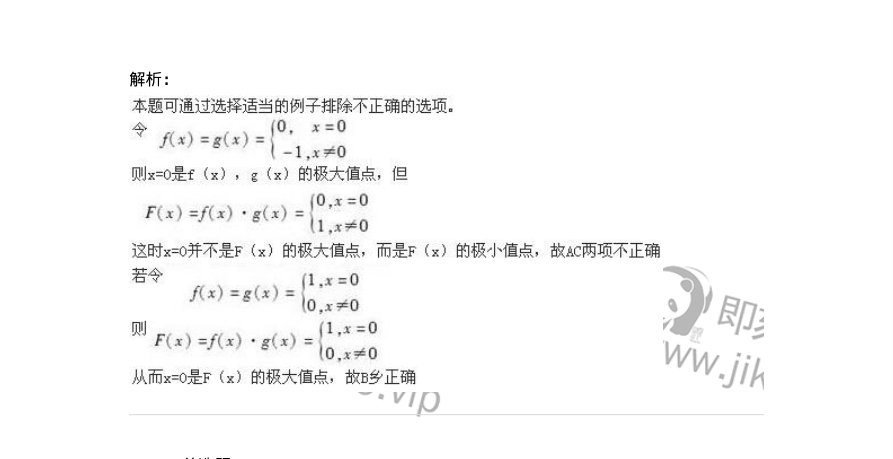 解析:
本题可通过选择适当的例子排除不正确的选项。
令 f(x)=g(x)={0, x=0
-1,x≠0
则x=0是f（x）, g（x）的极大值点, 但
F(x)=f(x)·g(x)={0,x=0
1,x≠0
这时x=0并不是F（x）的极大值点, 而是F（x）的极小值点, 故AC两项不正确
若令
f(x)=g(x)={1,x=0
0,x≠0
则 F(x)=f(x)·g(x)={1,x=0
0,x≠0
从而x=0是F（x）的极大值点, 故B乡正确
即
ww.jik
.vip